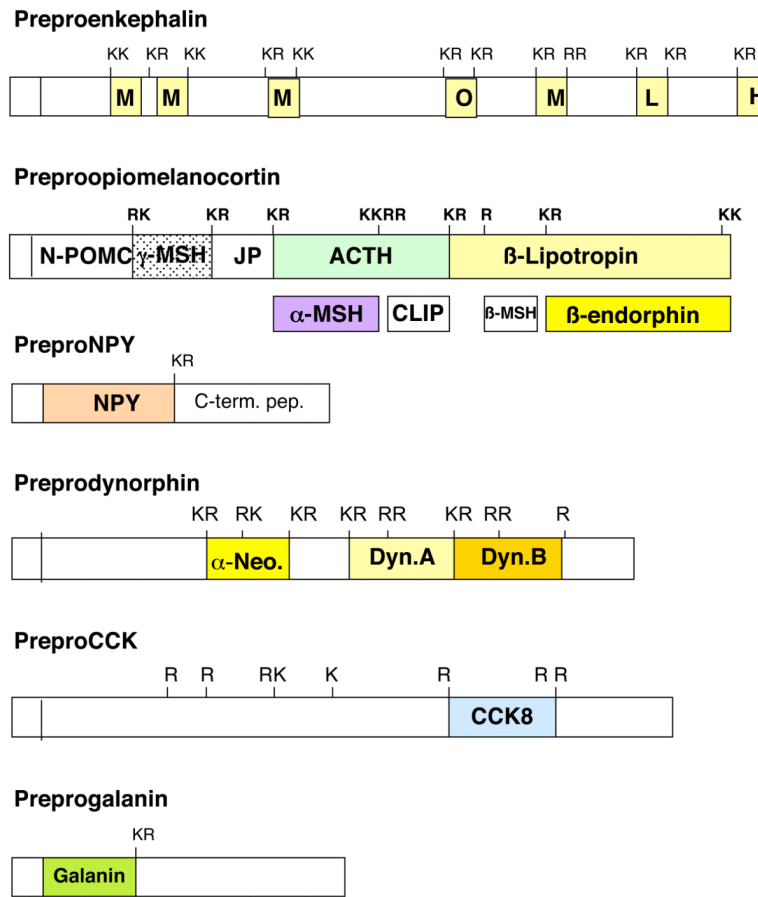 Preproenkephalin
KK KR KK KR KK KR KR KR RR KR KR KR
M M M O M L H
Preproopiomelanocortin
RK KR KR KKRR KR R KR KK
N-POMC γ-MSH JP ACTH ß-Lipotropin
α-MSH CLIP ß-MSH ß-endorphin
PreproNPY
KR
NPY C-term. pep.
Preprodynorphin
KR RK KR KR RR KR RR R
α-Neo. Dyn.A Dyn.B
PreproCCK
R R RK K R R R
CCK8
Preprogalanin
KR
Galanin